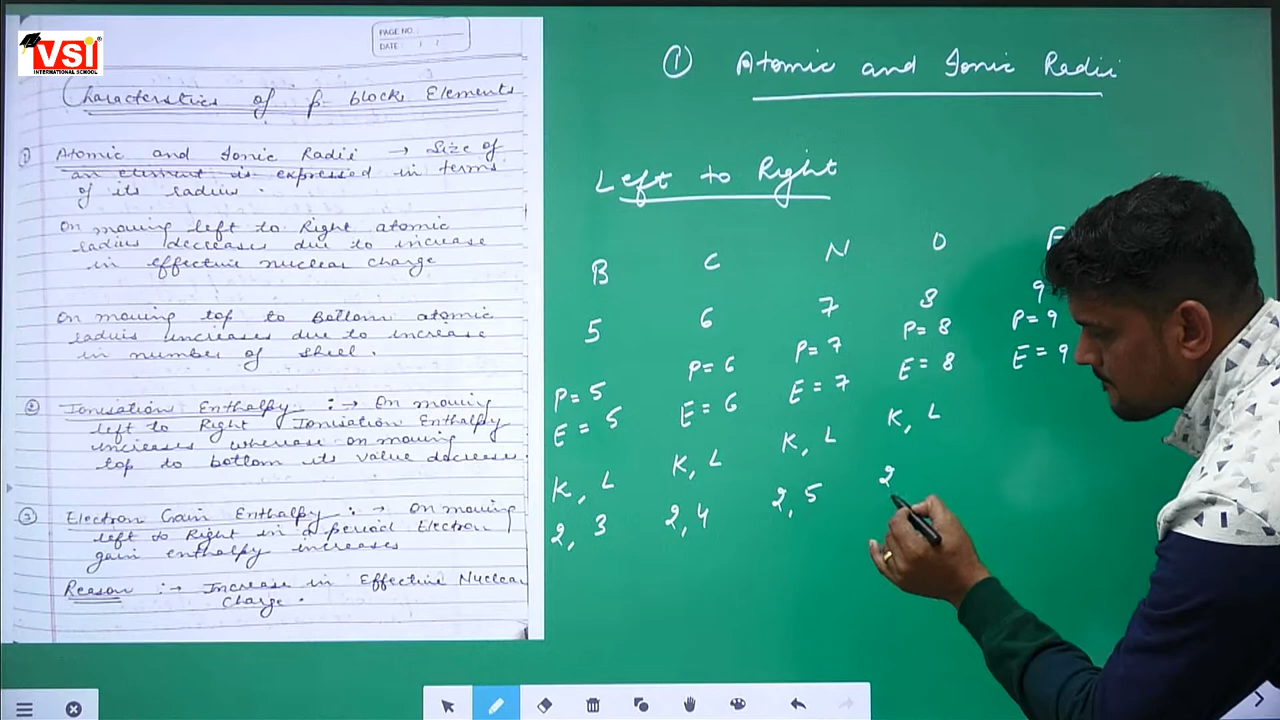 VSI
INTERNATIONAL SCHOOL
PAGE NO.
DATE: / /
Characterstics of p-block Elements
① Atomic and Ionic Radii → Size of
an element is expressed in terms
of its radius.
On moving left to Right atomic
radius decreases due to increase
in effective nuclear charge
On moving top to Bottom atomic
radius increases due to increase
in number of shell.
② Ionisation Enthalpy :→ On moving
left to Right Ionisation Enthalpy
increases whereas on moving
top to bottom its value decreases.
③ Electron Gain Enthalpy :→ On moving
left to Right in a period Electron
gain enthalpy increases
Reason :→ Increase in Effective Nuclear
charge.
① Atomic and Ionic Radii
Left to Right
B C N O F
5 6 7 8 9
P=5 P=6 P=7 P=8 P=9
E=5 E=6 E=7 E=8 E=9
K, L K, L K, L K, L
2, 3 2, 4 2, 5 2